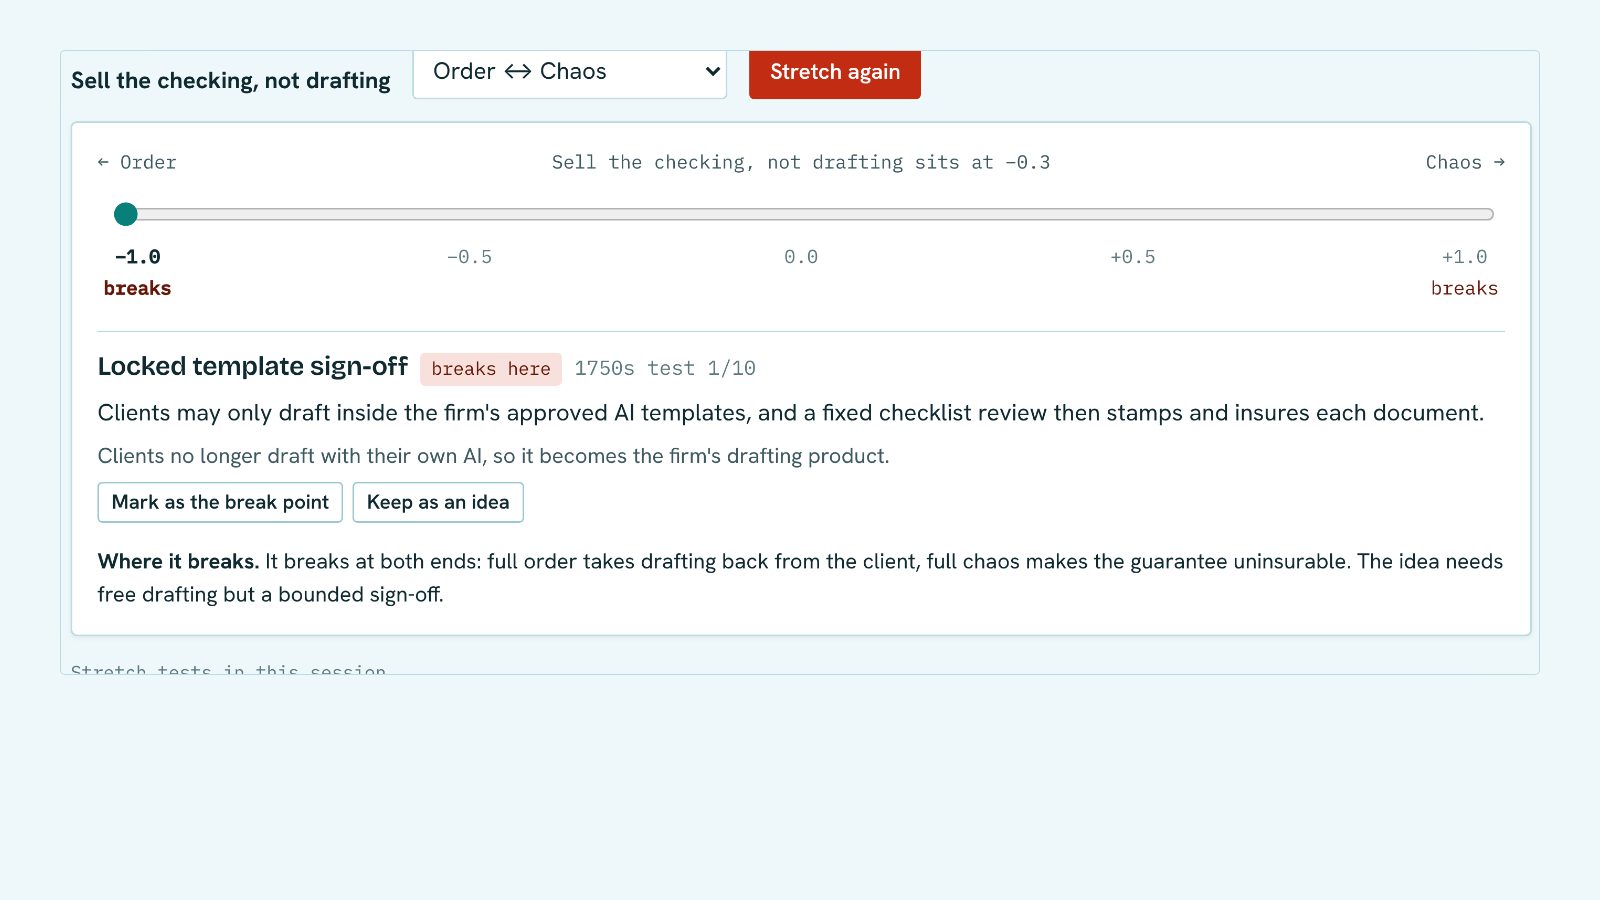 Sell the checking, not drafting
Order ↔ Chaos
Stretch again
← Order
Sell the checking, not drafting sits at −0.3
Chaos →
−1.0
−0.5
0.0
+0.5
+1.0
breaks
breaks
Locked template sign-off
breaks here
1750s test 1/10
Clients may only draft inside the firm's approved AI templates, and a fixed checklist review then stamps and insures each document.
Clients no longer draft with their own AI, so it becomes the firm's drafting product.
Mark as the break point
Keep as an idea
Where it breaks. It breaks at both ends: full order takes drafting back from the client, full chaos makes the guarantee uninsurable. The idea needs
free drafting but a bounded sign-off.
Stretch tests in this session